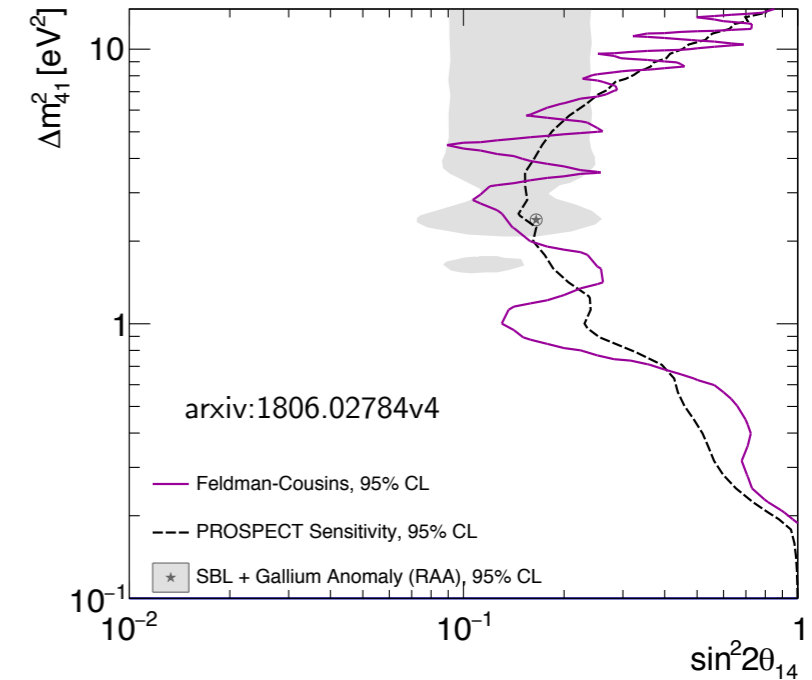 Δm²₄₁ [eV²]
10
1
10⁻¹
arxiv:1806.02784v4
Feldman-Cousins, 95% CL
PROSPECT Sensitivity, 95% CL
SBL + Gallium Anomaly (RAA), 95% CL
10⁻² 10⁻¹ 1
sin²2θ₁₄